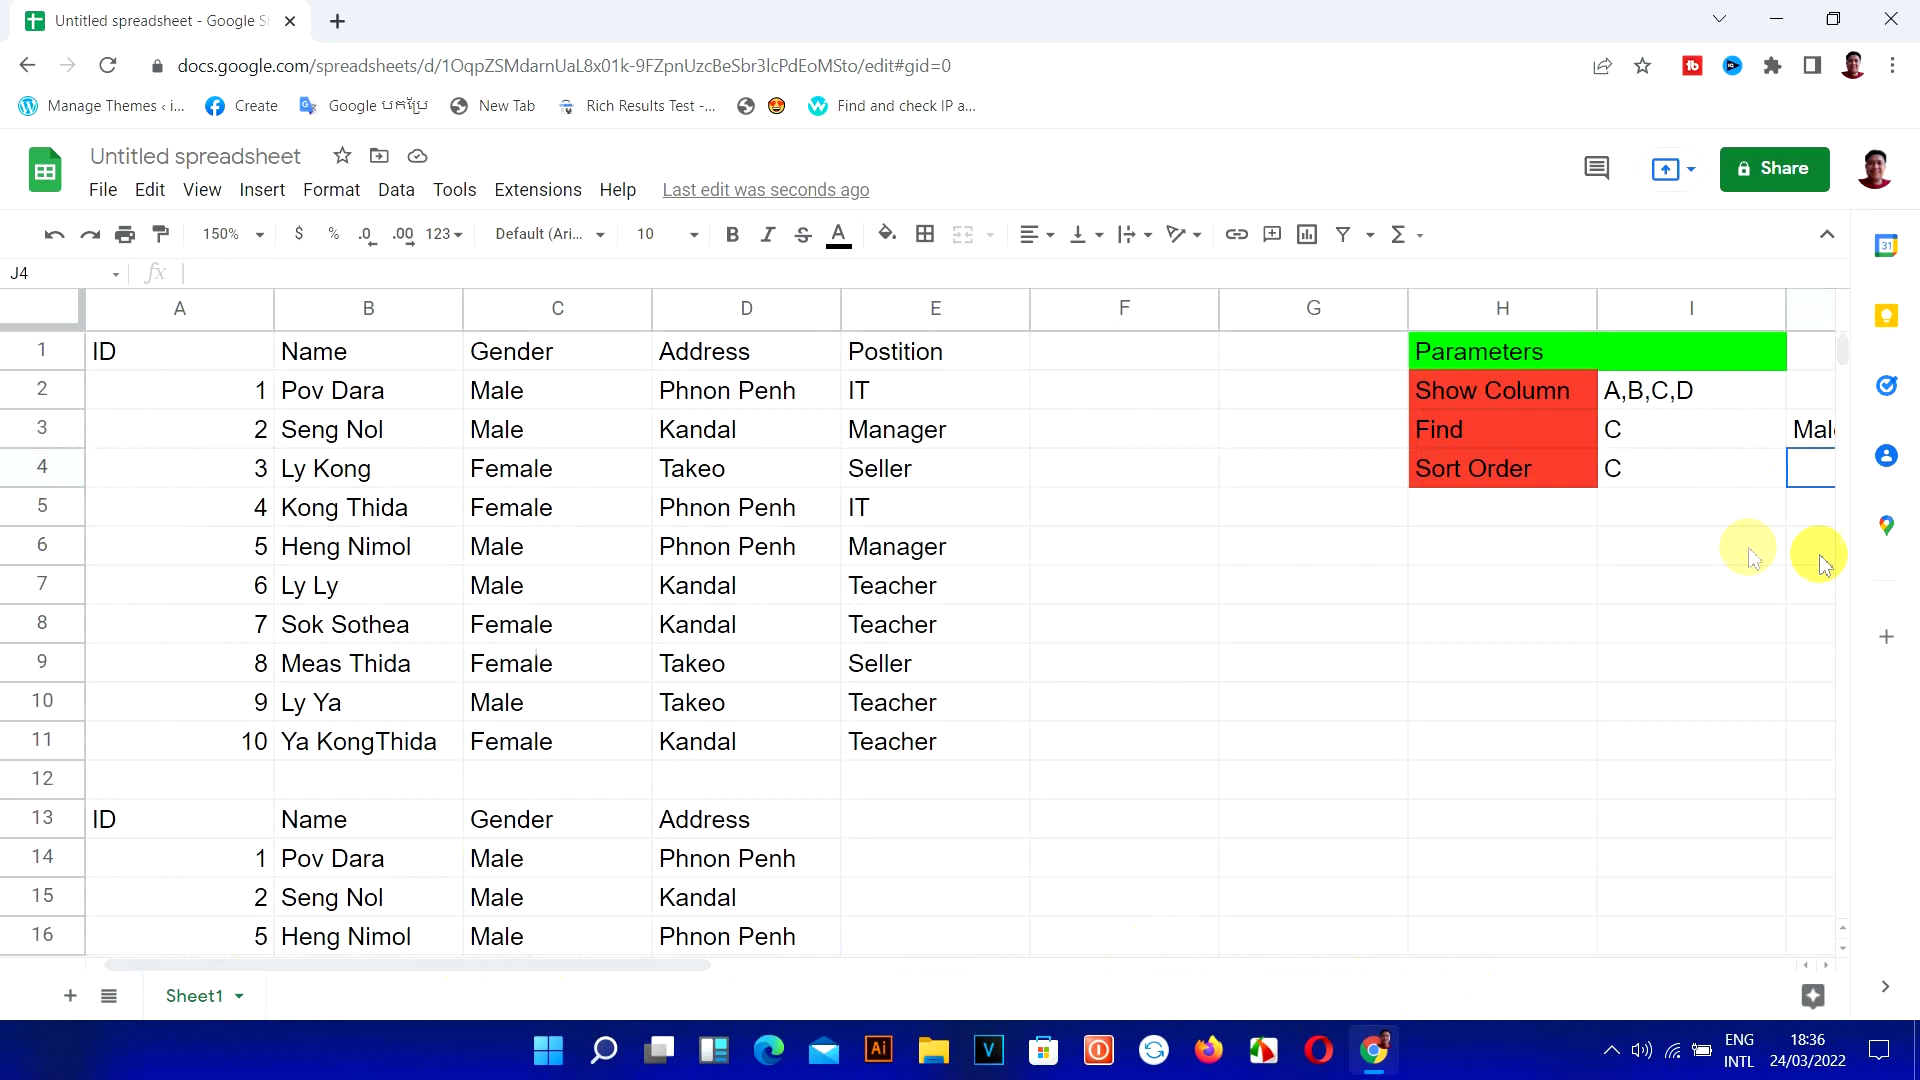 Untitled spreadsheet - Google S
docs.google.com/spreadsheets/d/1OqpZSMdarnUaL8x01k-9FZpnUzcBeSbr3lcPdEoMSto/edit#gid=0
Manage Themes ‹ i... Create Google បកប្រែ New Tab Rich Results Test -... Find and check IP a...
Untitled spreadsheet
File Edit View Insert Format Data Tools Extensions Help Last edit was seconds ago
Share
150% $ % .0 .00 123 Default (Ari... 10 B I S A
J4 fx
A B C D E F G H I
1 ID Name Gender Address Postition Parameters
2 1 Pov Dara Male Phnon Penh IT Show Column A,B,C,D
3 2 Seng Nol Male Kandal Manager Find C Male
4 3 Ly Kong Female Takeo Seller Sort Order C
5 4 Kong Thida Female Phnon Penh IT
6 5 Heng Nimol Male Phnon Penh Manager
7 6 Ly Ly Male Kandal Teacher
8 7 Sok Sothea Female Kandal Teacher
9 8 Meas Thida Female Takeo Seller
10 9 Ly Ya Male Takeo Teacher
11 10 Ya KongThida Female Kandal Teacher
12
13 ID Name Gender Address
14 1 Pov Dara Male Phnon Penh
15 2 Seng Nol Male Kandal
16 5 Heng Nimol Male Phnon Penh
Sheet1
ENG
INTL
18:36
24/03/2022